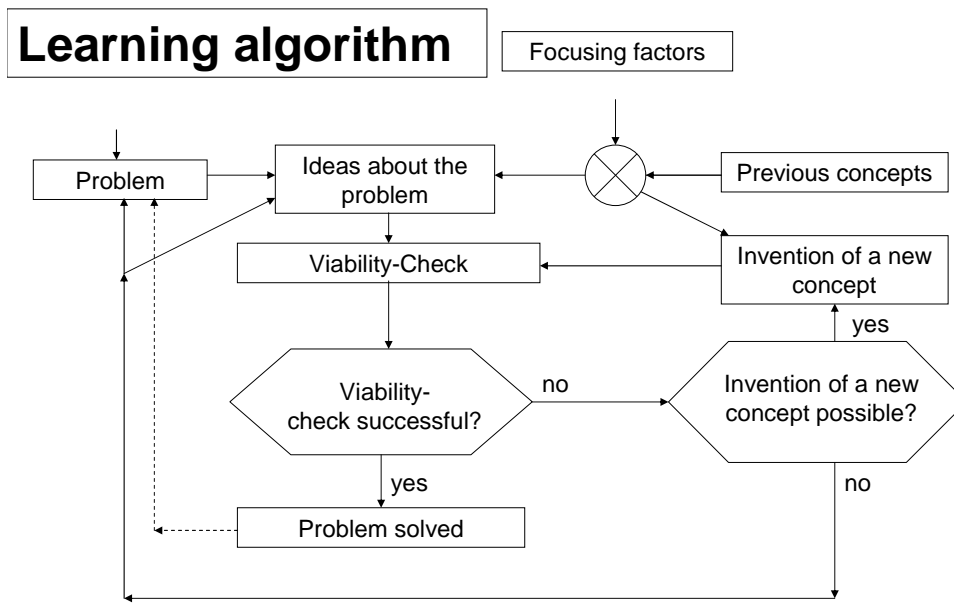 Learning algorithm
Focusing factors
Problem
Ideas about the
problem
Previous concepts
Viability-Check
Invention of a new
concept
yes
Viability-
check successful?
no
Invention of a new
concept possible?
yes
no
Problem solved